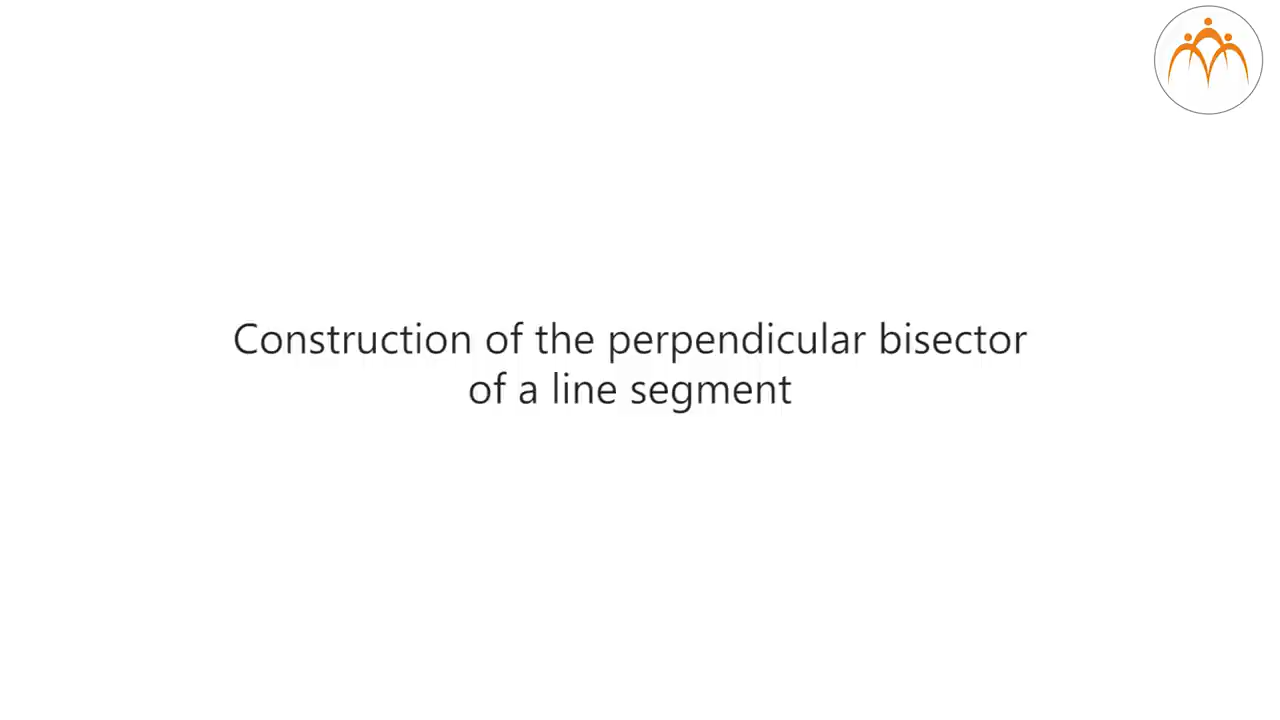 Construction of the perpendicular bisector
of a line segment